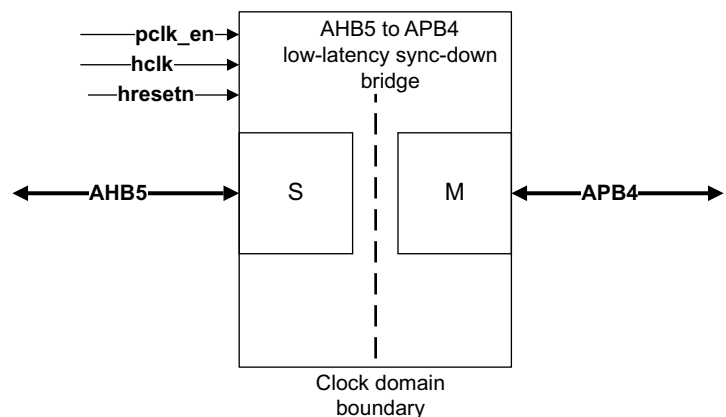 pclk_en
hclk
hresetn
AHB5 to APB4
low-latency sync-down
bridge
AHB5
S
M
APB4
Clock domain
boundary